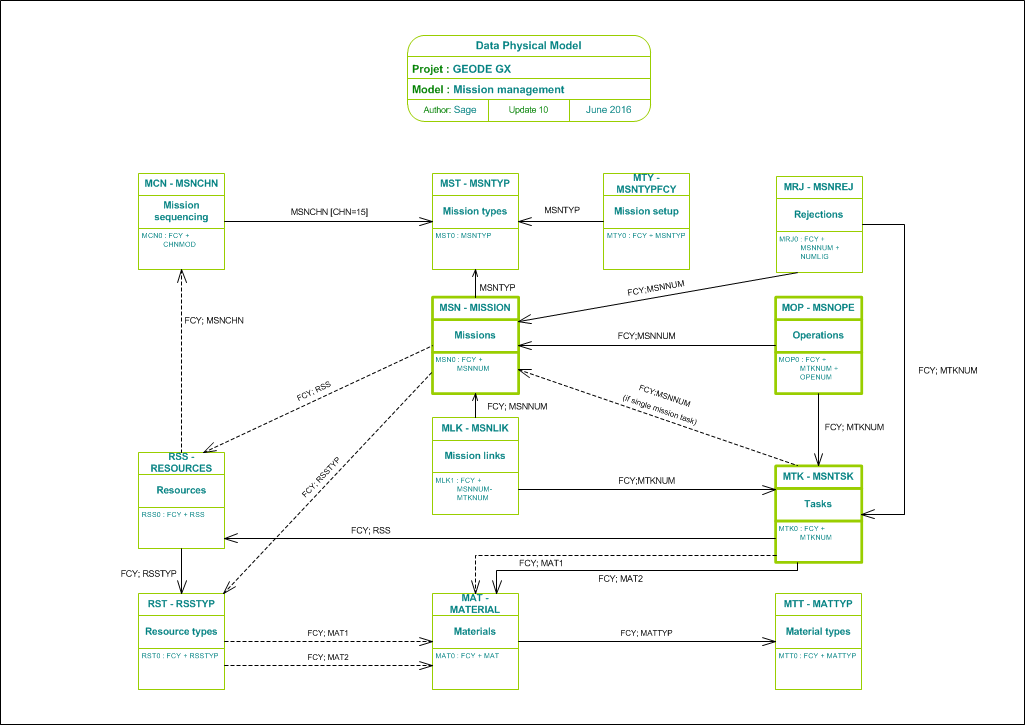 Data Physical Model
Projet : GEODE GX
Model : Mission management
Author: Sage
Update 10
June 2016
MCN - MSNCHN
Mission
sequencing
MCN0 : FCY +
CHNMOD
MSNCHN [CHN=15]
MST - MSNTYP
Mission types
MST0 : MSNTYP
MSNTYP
MTY -
MSNTYPFCY
Mission setup
MTY0 : FCY + MSNTYP
MRJ - MSNREJ
Rejections
MRJ0 : FCY +
MSNNUM +
NUMLIG
MSNTYP
FCY;MSNNUM
FCY; MSNCHN
MSN - MISSION
Missions
MSN0 : FCY +
MSNNUM
FCY;MSNNUM
MOP - MSNOPE
Operations
MOP0 : FCY +
MTKNUM +
OPENUM
FCY; MTKNUM
FCY; RSS
FCY;MSNNUM
(if single mission task)
FCY; MSNNUM
FCY; MTKNUM
MLK - MSNLIK
Mission links
MLK1 : FCY +
MSNNUM-
MTKNUM
FCY; RSSTYP
FCY;MTKNUM
RSS -
RESOURCES
Resources
RSS0 : FCY + RSS
MTK - MSNTSK
Tasks
MTK0 : FCY +
MTKNUM
FCY; RSS
FCY; MAT1
FCY; MAT2
FCY; RSSTYP
RST - RSSTYP
Resource types
RST0 : FCY + RSSTYP
FCY; MAT1
FCY; MAT2
MAT -
MATERIAL
Materials
MAT0 : FCY + MAT
FCY; MATTYP
MTT - MATTYP
Material types
MTT0 : FCY + MATTYP